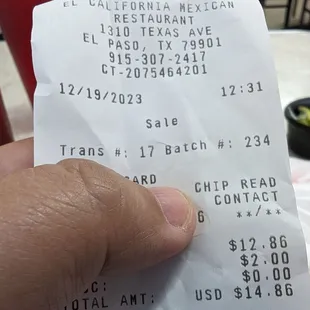 EL CALIFORNIA MEXICAN
RESTAURANT
1310 TEXAS AVE
EL PASO, TX 79901
915-307-2417
CT-2075464201
12/19/2023 12:31
Sale
Trans #: 17 Batch #: 234
CARD CHIP READ
CONTACT
6 **/**
$12.86
$2.00
$0.00
TOTAL AMT: USD $14.86